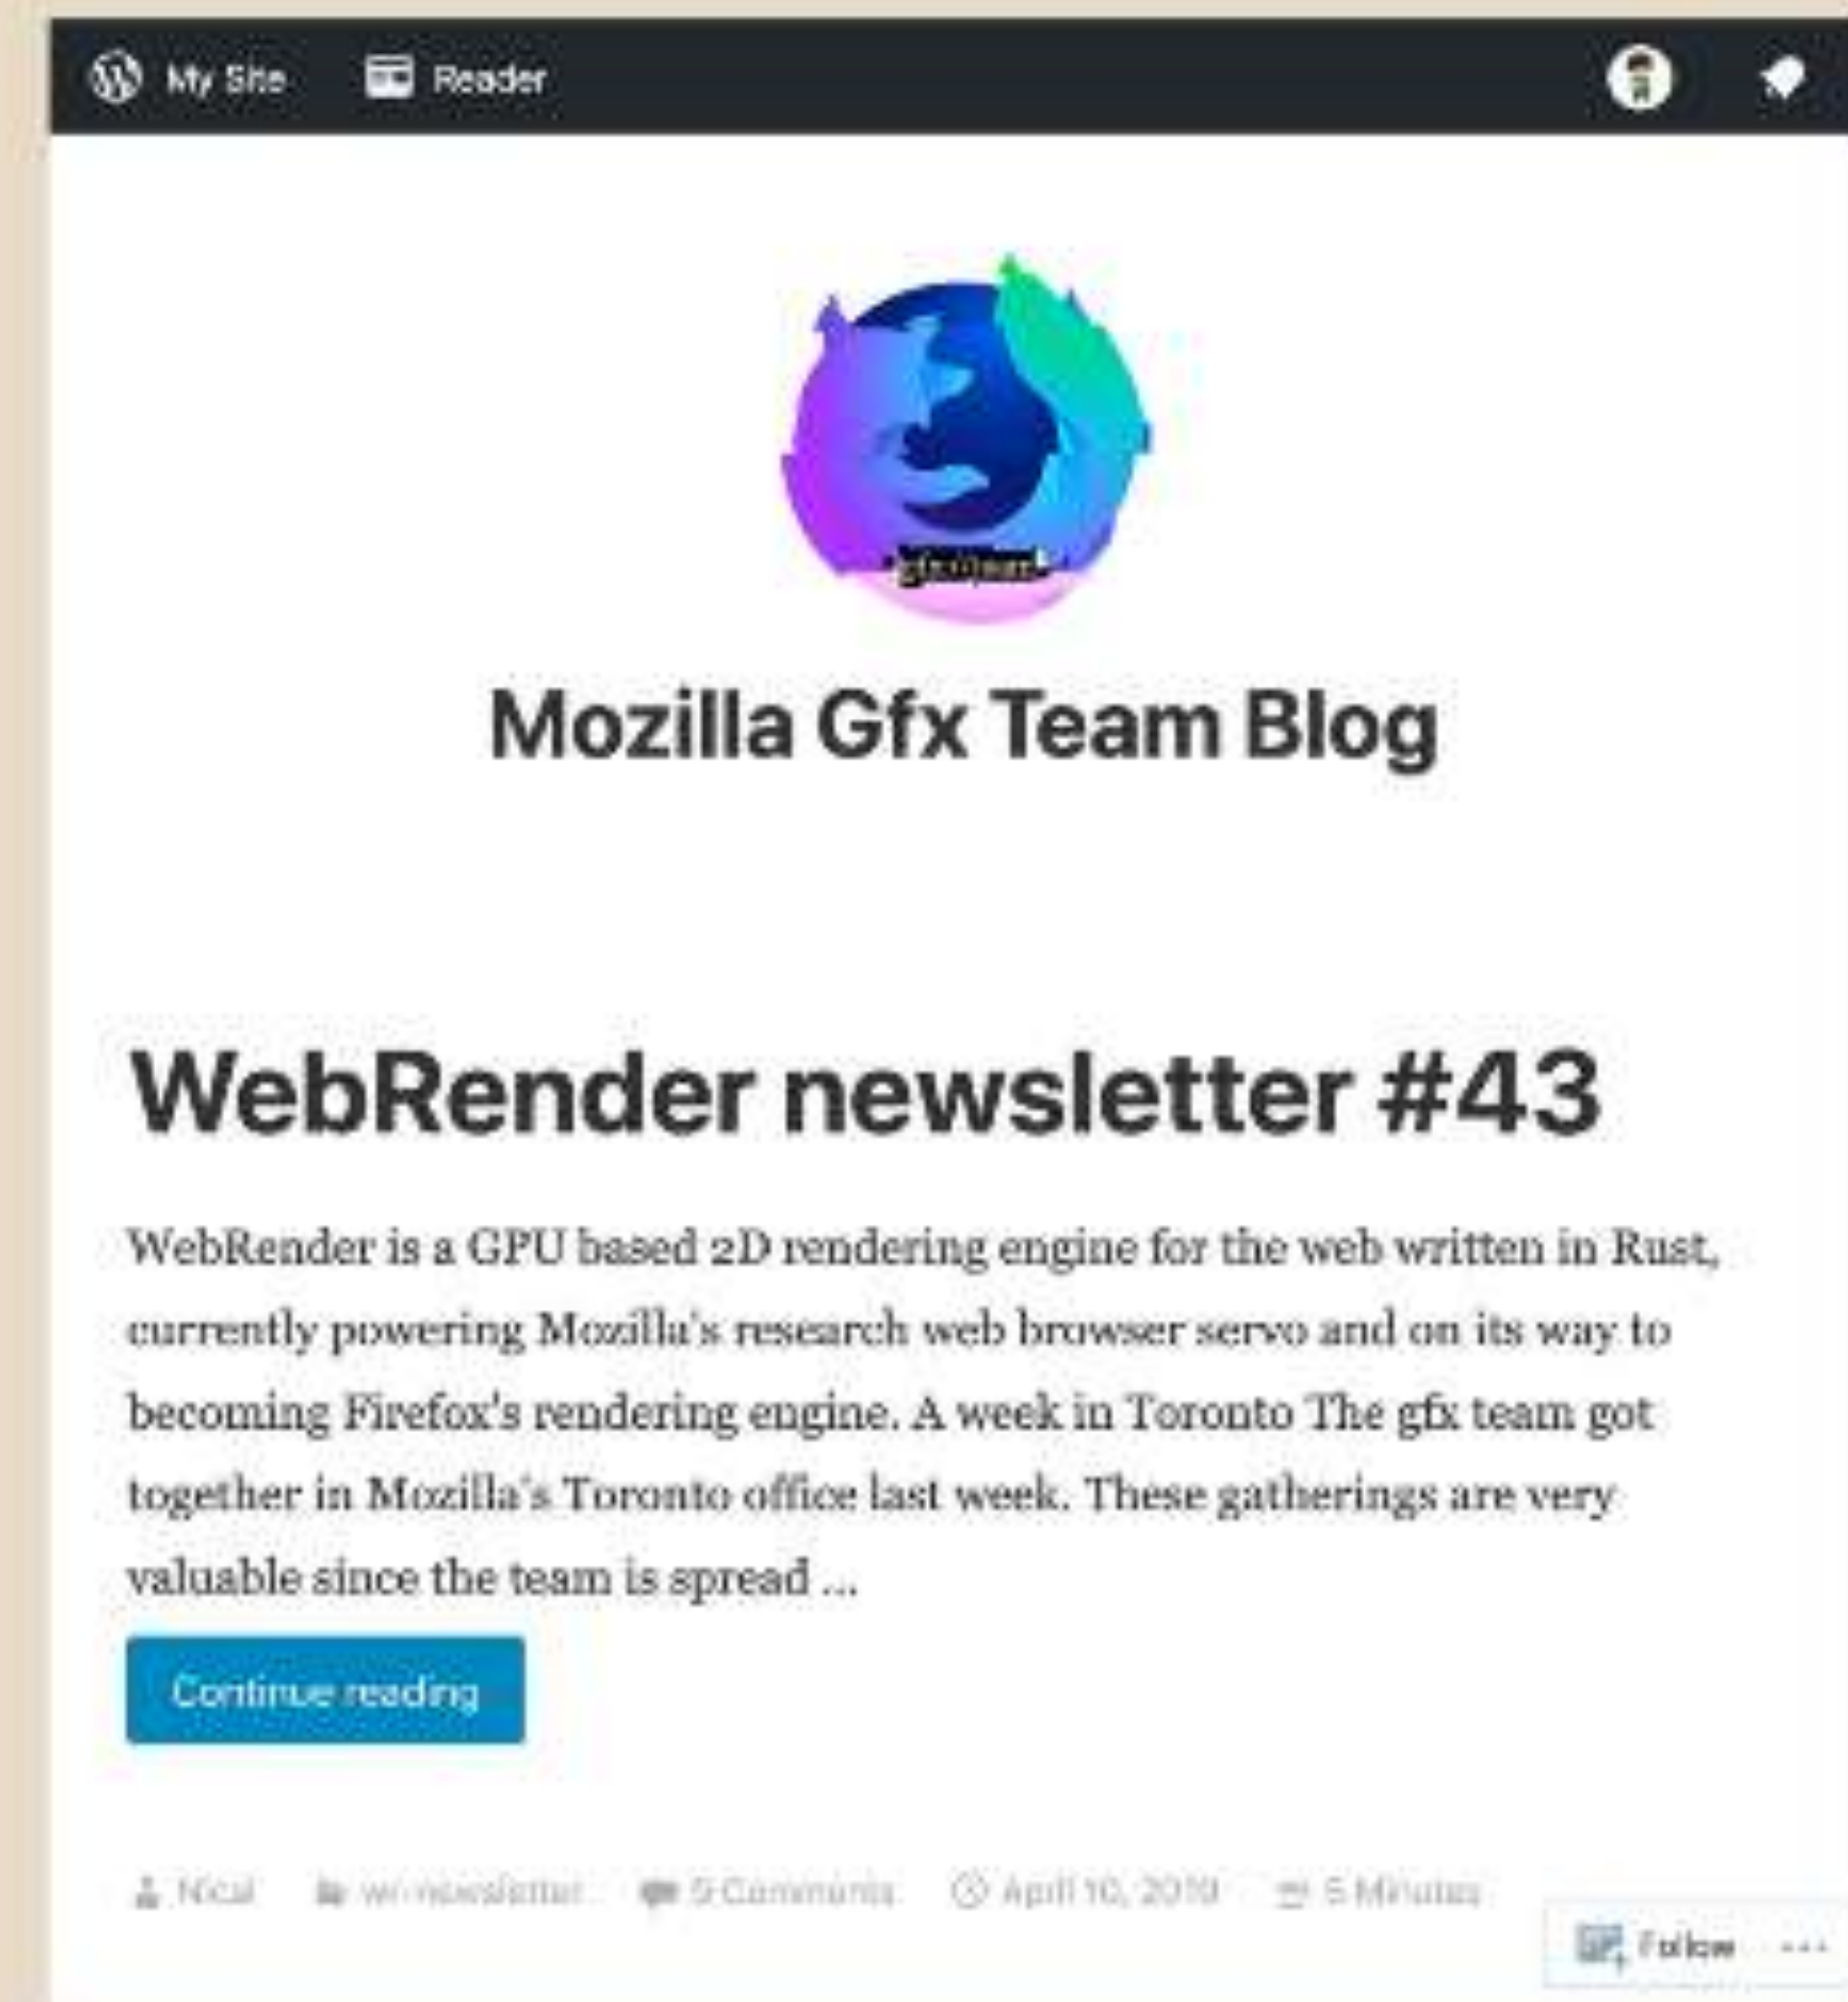 My Site Reader
Mozilla Gfx Team Blog
WebRender newsletter #43
WebRender is a GPU based 2D rendering engine for the web written in Rust,
currently powering Mozilla's research web browser servo and on its way to
becoming Firefox's rendering engine. A week in Toronto The gfx team got
together in Mozilla's Toronto office last week. These gatherings are very
valuable since the team is spread ...
Continue reading
Nical wr-newsletter Comments April 10, 2019 5 Minutes
Follow ...